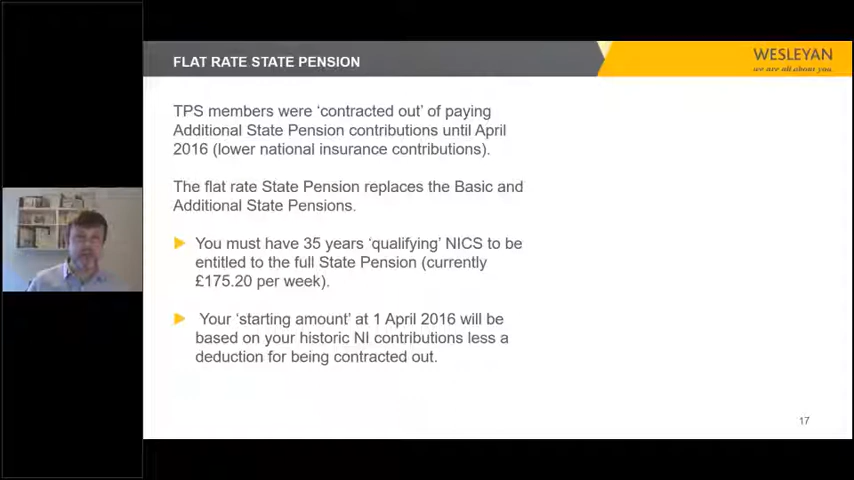 FLAT RATE STATE PENSION
WESLEYAN
we are all about you
TPS members were 'contracted out' of paying
Additional State Pension contributions until April
2016 (lower national insurance contributions).
The flat rate State Pension replaces the Basic and
Additional State Pensions.
You must have 35 years 'qualifying' NICS to be
entitled to the full State Pension (currently
£175.20 per week).
Your 'starting amount' at 1 April 2016 will be
based on your historic NI contributions less a
deduction for being contracted out.
17